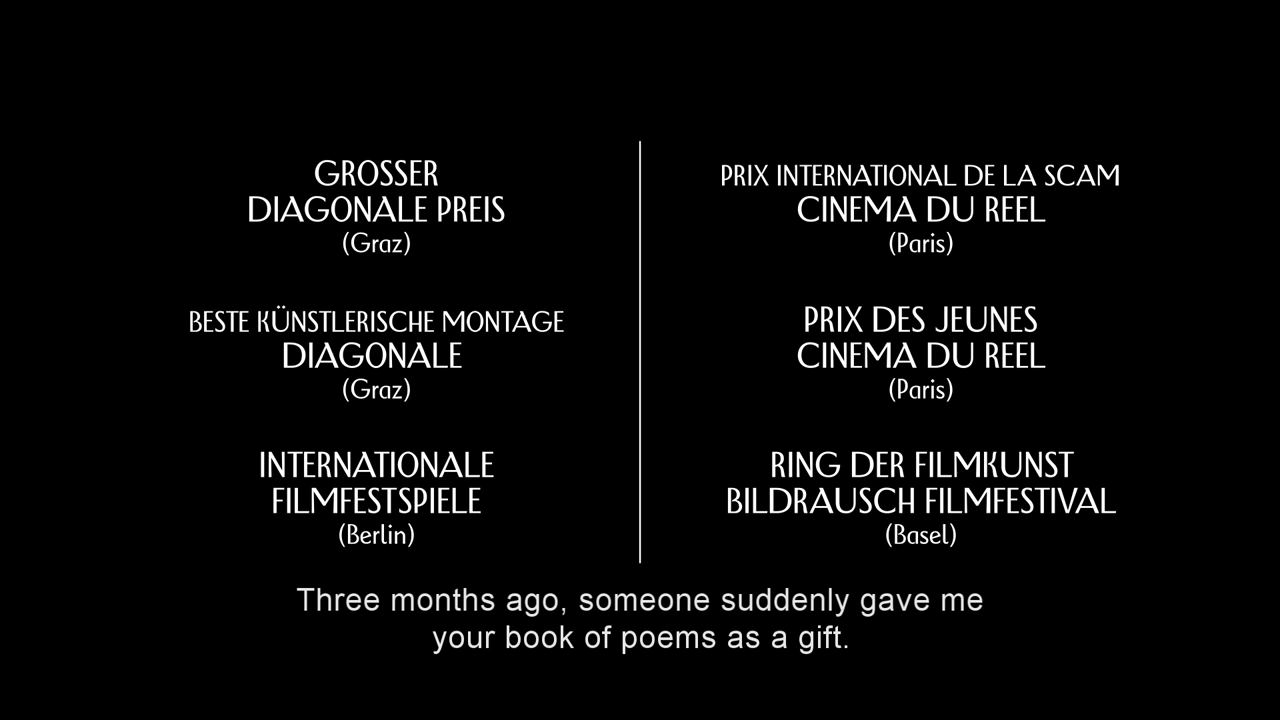 GROSSER
DIAGONALE PREIS
(Graz)
BESTE KÜNSTLERISCHE MONTAGE
DIAGONALE
(Graz)
INTERNATIONALE
FILMFESTSPIELE
(Berlin)
PRIX INTERNATIONAL DE LA SCAM
CINEMA DU REEL
(Paris)
PRIX DES JEUNES
CINEMA DU REEL
(Paris)
RING DER FILMKUNST
BILDRAUSCH FILMFESTIVAL
(Basel)
Three months ago, someone suddenly gave me
your book of poems as a gift.